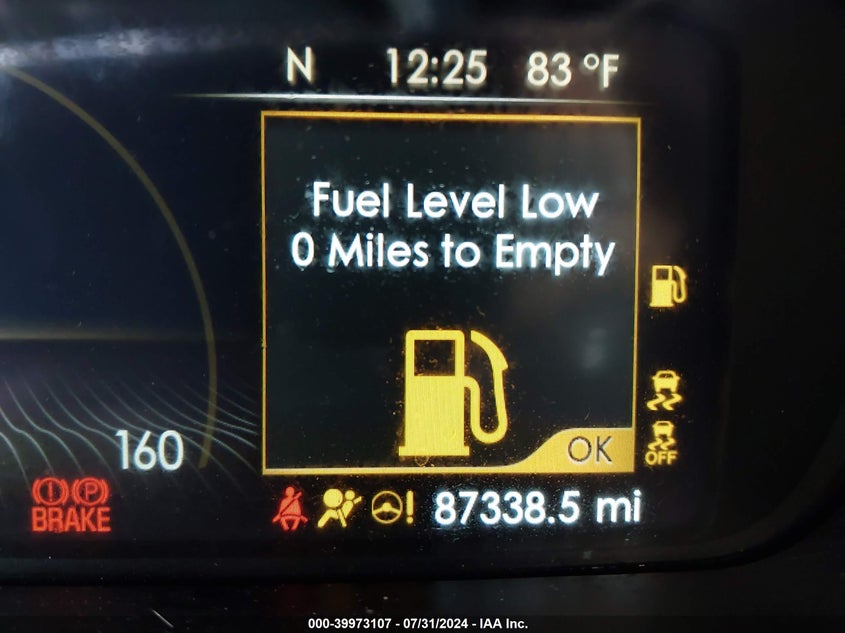 N 12:25 83 °F
Fuel Level Low
0 Miles to Empty
160
OK
OFF
(!) (P)
BRAKE
87338.5 mi
000-39973107 - 07/31/2024 - IAA Inc.